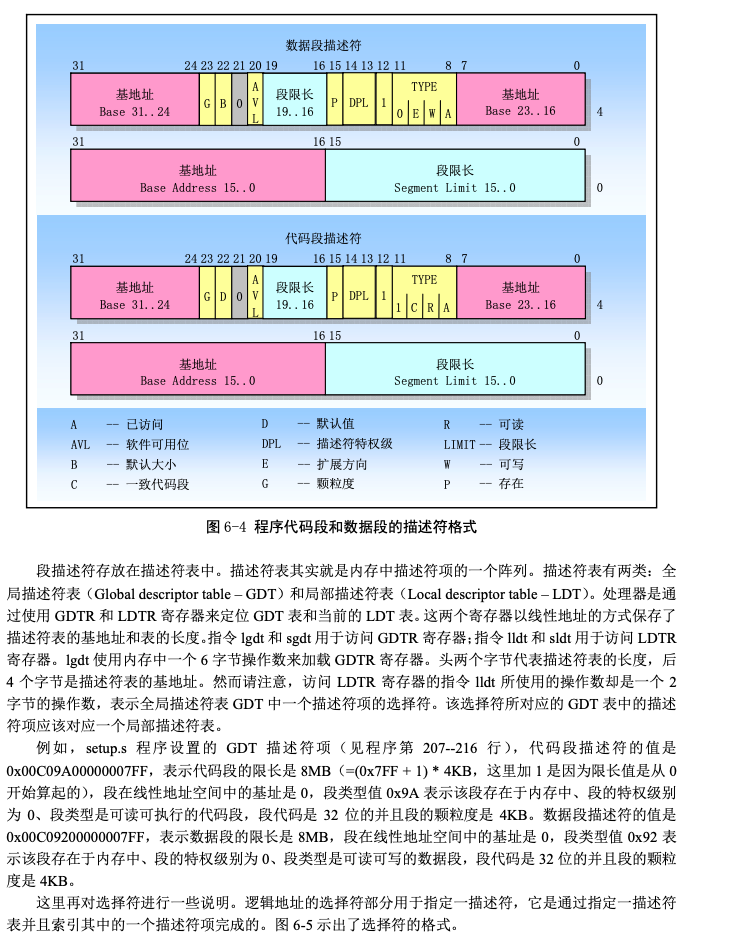 数据段描述符
31 24 23 22 21 20 19 16 15 14 13 12 11 8 7 0
基地址 Base 31..24 G B 0 AVL 段限长 19..16 P DPL 1 TYPE 0 E W A 基地址 Base 23..16 4
31 16 15 0
基地址 段限长
Base Address 15..0 Segment Limit 15..0 0
代码段描述符
31 24 23 22 21 20 19 16 15 14 13 12 11 8 7 0
基地址 Base 31..24 G D 0 AVL 段限长 19..16 P DPL 1 TYPE 1 C R A 基地址 Base 23..16 4
31 16 15 0
基地址 段限长
Base Address 15..0 Segment Limit 15..0 0
A -- 已访问 D -- 默认值 R -- 可读
AVL -- 软件可用位 DPL -- 描述符特权级 LIMIT -- 段限长
B -- 默认大小 E -- 扩展方向 W -- 可写
C -- 一致代码段 G -- 颗粒度 P -- 存在
图 6-4 程序代码段和数据段的描述符格式
段描述符存放在描述符表中。描述符表其实就是内存中描述符项的一个阵列。描述符表有两类：全
局描述符表（Global descriptor table – GDT）和局部描述符表（Local descriptor table – LDT）。处理器是通
过使用 GDTR 和 LDTR 寄存器来定位 GDT 表和当前的 LDT 表。这两个寄存器以线性地址的方式保存了
描述符表的基地址和表的长度。指令 lgdt 和 sgdt 用于访问 GDTR 寄存器；指令 lldt 和 sldt 用于访问 LDTR
寄存器。lgdt 使用内存中一个 6 字节操作数来加载 GDTR 寄存器。头两个字节代表描述符表的长度，后
4 个字节是描述符表的基地址。然而请注意，访问 LDTR 寄存器的指令 lldt 所使用的操作数却是一个 2
字节的操作数，表示全局描述符表 GDT 中一个描述符项的选择符。该选择符所对应的 GDT 表中的描述
符项应该对应一个局部描述符表。
例如，setup.s 程序设置的 GDT 描述符项（见程序第 207--216 行），代码段描述符的值是
0x00C09A00000007FF，表示代码段的限长是 8MB（=(0x7FF + 1) * 4KB，这里加 1 是因为限长值是从 0
开始算起的），段在线性地址空间中的基址是 0，段类型值 0x9A 表示该段存在于内存中、段的特权级别
为 0、段类型是可读可执行的代码段，段代码是 32 位的并且段的颗粒度是 4KB。数据段描述符的值是
0x00C09200000007FF，表示数据段的限长是 8MB，段在线性地址空间中的基址是 0，段类型值 0x92 表
示该段存在于内存中、段的特权级别为 0、段类型是可读可写的数据段，段代码是 32 位的并且段的颗粒
度是 4KB。
这里再对选择符进行一些说明。逻辑地址的选择符部分用于指定一描述符，它是通过指定一描述符
表并且索引其中的一个描述符项完成的。图 6-5 示出了选择符的格式。